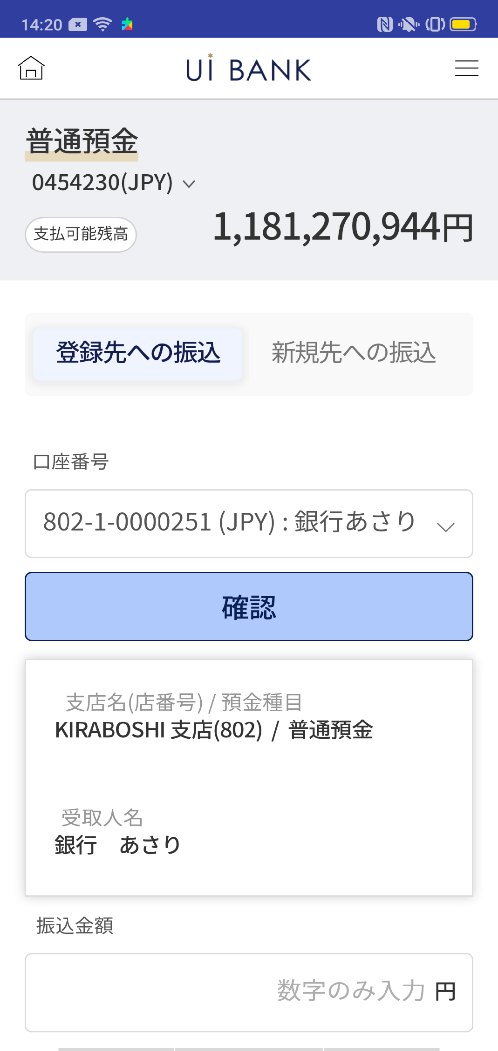 14:20
UI BANK
普通預金
0454230(JPY)
支払可能残高
1,181,270,944円
登録先への振込
新規先への振込
口座番号
802-1-0000251 (JPY) : 銀行あさり
確認
支店名(店番号) / 預金種目
KIRABOSHI 支店(802) / 普通預金
受取人名
銀行　あさり
振込金額
数字のみ入力 円